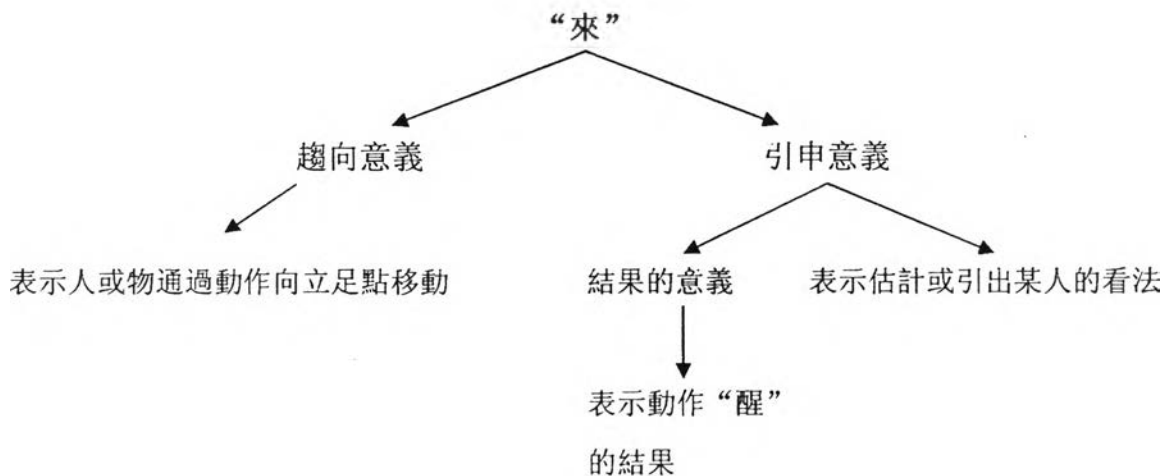 “來”
趨向意義
引申意義
表示人或物通過動作向立足點移動
結果的意義
表示估計或引出某人的看法
表示動作“醒”
的結果